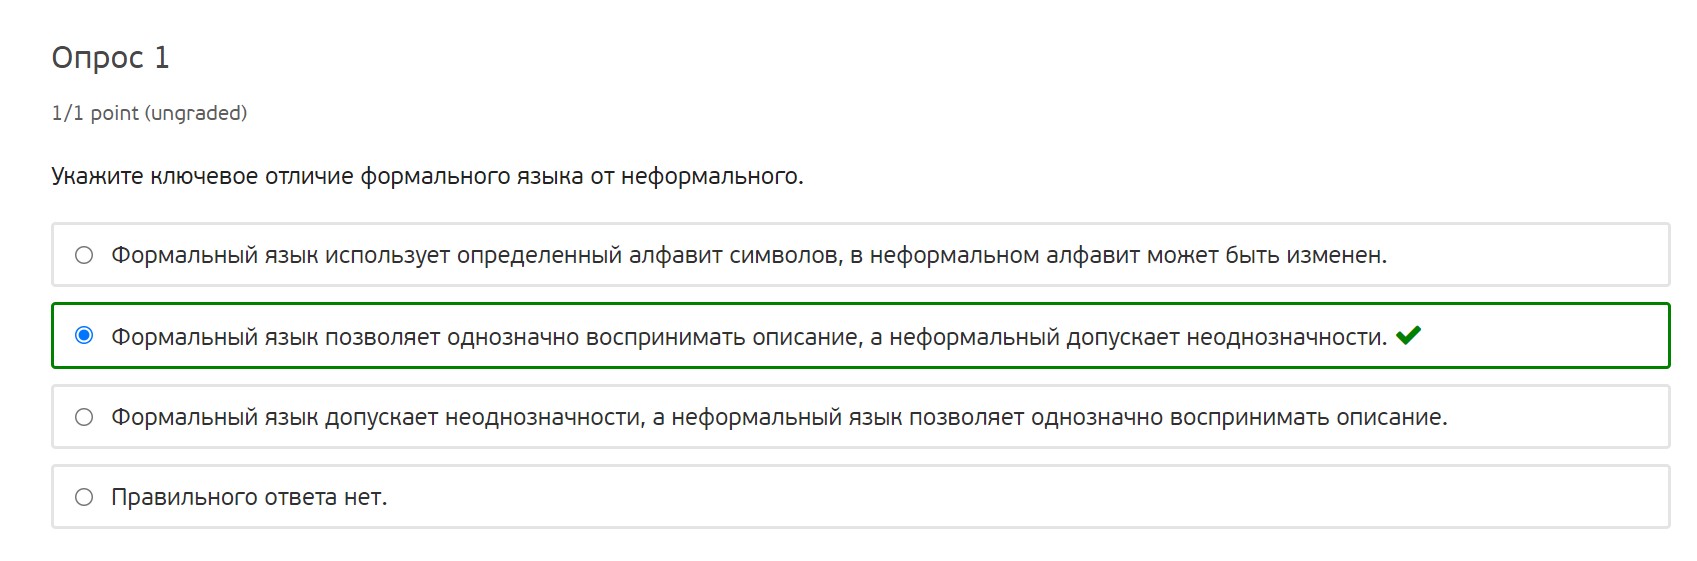 Опрос 1
1/1 point (ungraded)
Укажите ключевое отличие формального языка от неформального.
Формальный язык использует определенный алфавит символов, в неформальном алфавит может быть изменен.
Формальный язык позволяет однозначно воспринимать описание, а неформальный допускает неоднозначности.
Формальный язык допускает неоднозначности, а неформальный язык позволяет однозначно воспринимать описание.
Правильного ответа нет.